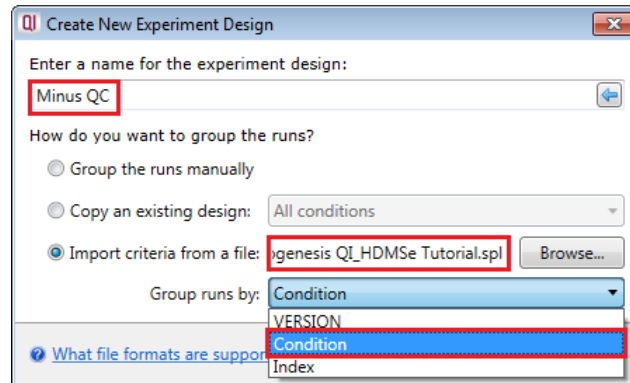 QI Create New Experiment Design
Enter a name for the experiment design:
Minus QC
How do you want to group the runs?
Group the runs manually
Copy an existing design: All conditions
Import criteria from a file: ogenesis QI_HDMSe Tutorial.spl Browse...
Group runs by: Condition
VERSION
Condition
Index
What file formats are suppor